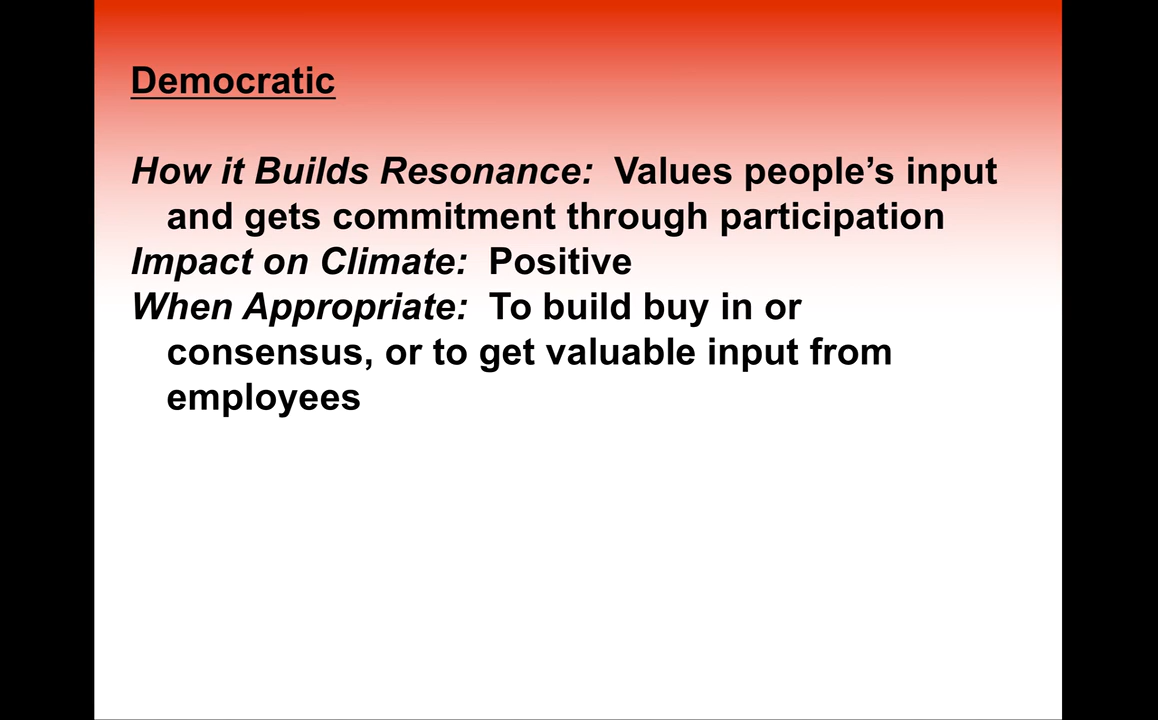 Democratic
How it Builds Resonance: Values people’s input
and gets commitment through participation
Impact on Climate: Positive
When Appropriate: To build buy in or
consensus, or to get valuable input from
employees